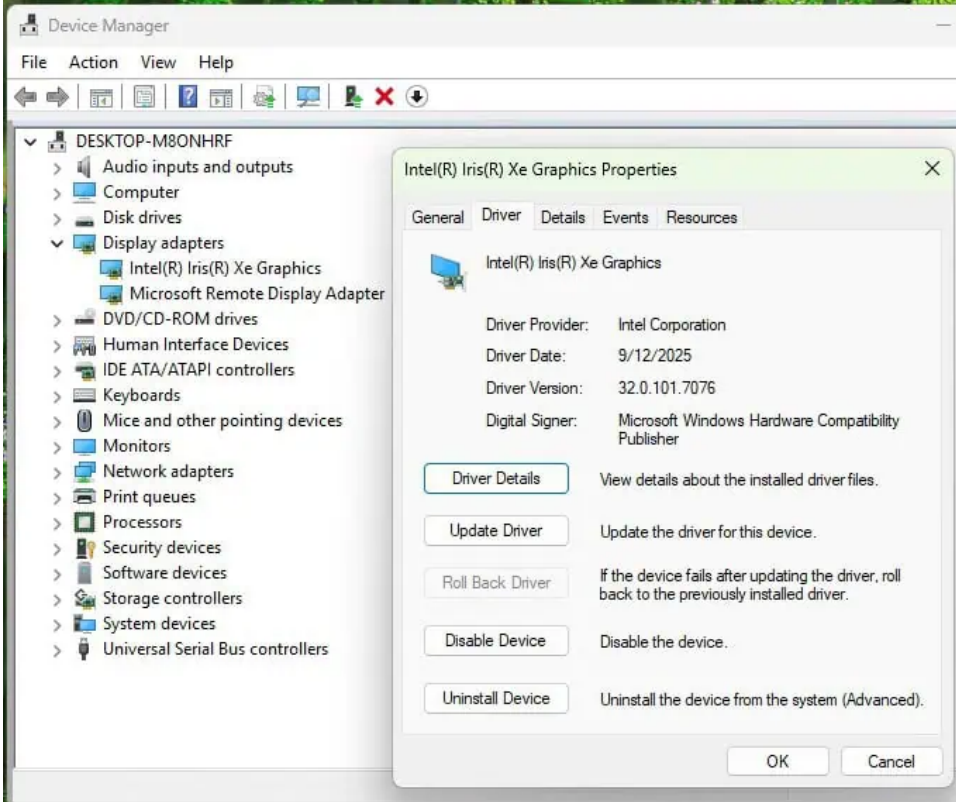 Device Manager
File Action View Help
DESKTOP-M8ONHRF
Audio inputs and outputs
Computer
Disk drives
Display adapters
Intel(R) Iris(R) Xe Graphics
Microsoft Remote Display Adapter
DVD/CD-ROM drives
Human Interface Devices
IDE ATA/ATAPI controllers
Keyboards
Mice and other pointing devices
Monitors
Network adapters
Print queues
Processors
Security devices
Software devices
Storage controllers
System devices
Universal Serial Bus controllers
Intel(R) Iris(R) Xe Graphics Properties
General Driver Details Events Resources
Intel(R) Iris(R) Xe Graphics
Driver Provider: Intel Corporation
Driver Date: 9/12/2025
Driver Version: 32.0.101.7076
Digital Signer: Microsoft Windows Hardware Compatibility
Publisher
Driver Details View details about the installed driver files.
Update Driver Update the driver for this device.
Roll Back Driver If the device fails after updating the driver, roll
back to the previously installed driver.
Disable Device Disable the device.
Uninstall Device Uninstall the device from the system (Advanced).
OK Cancel